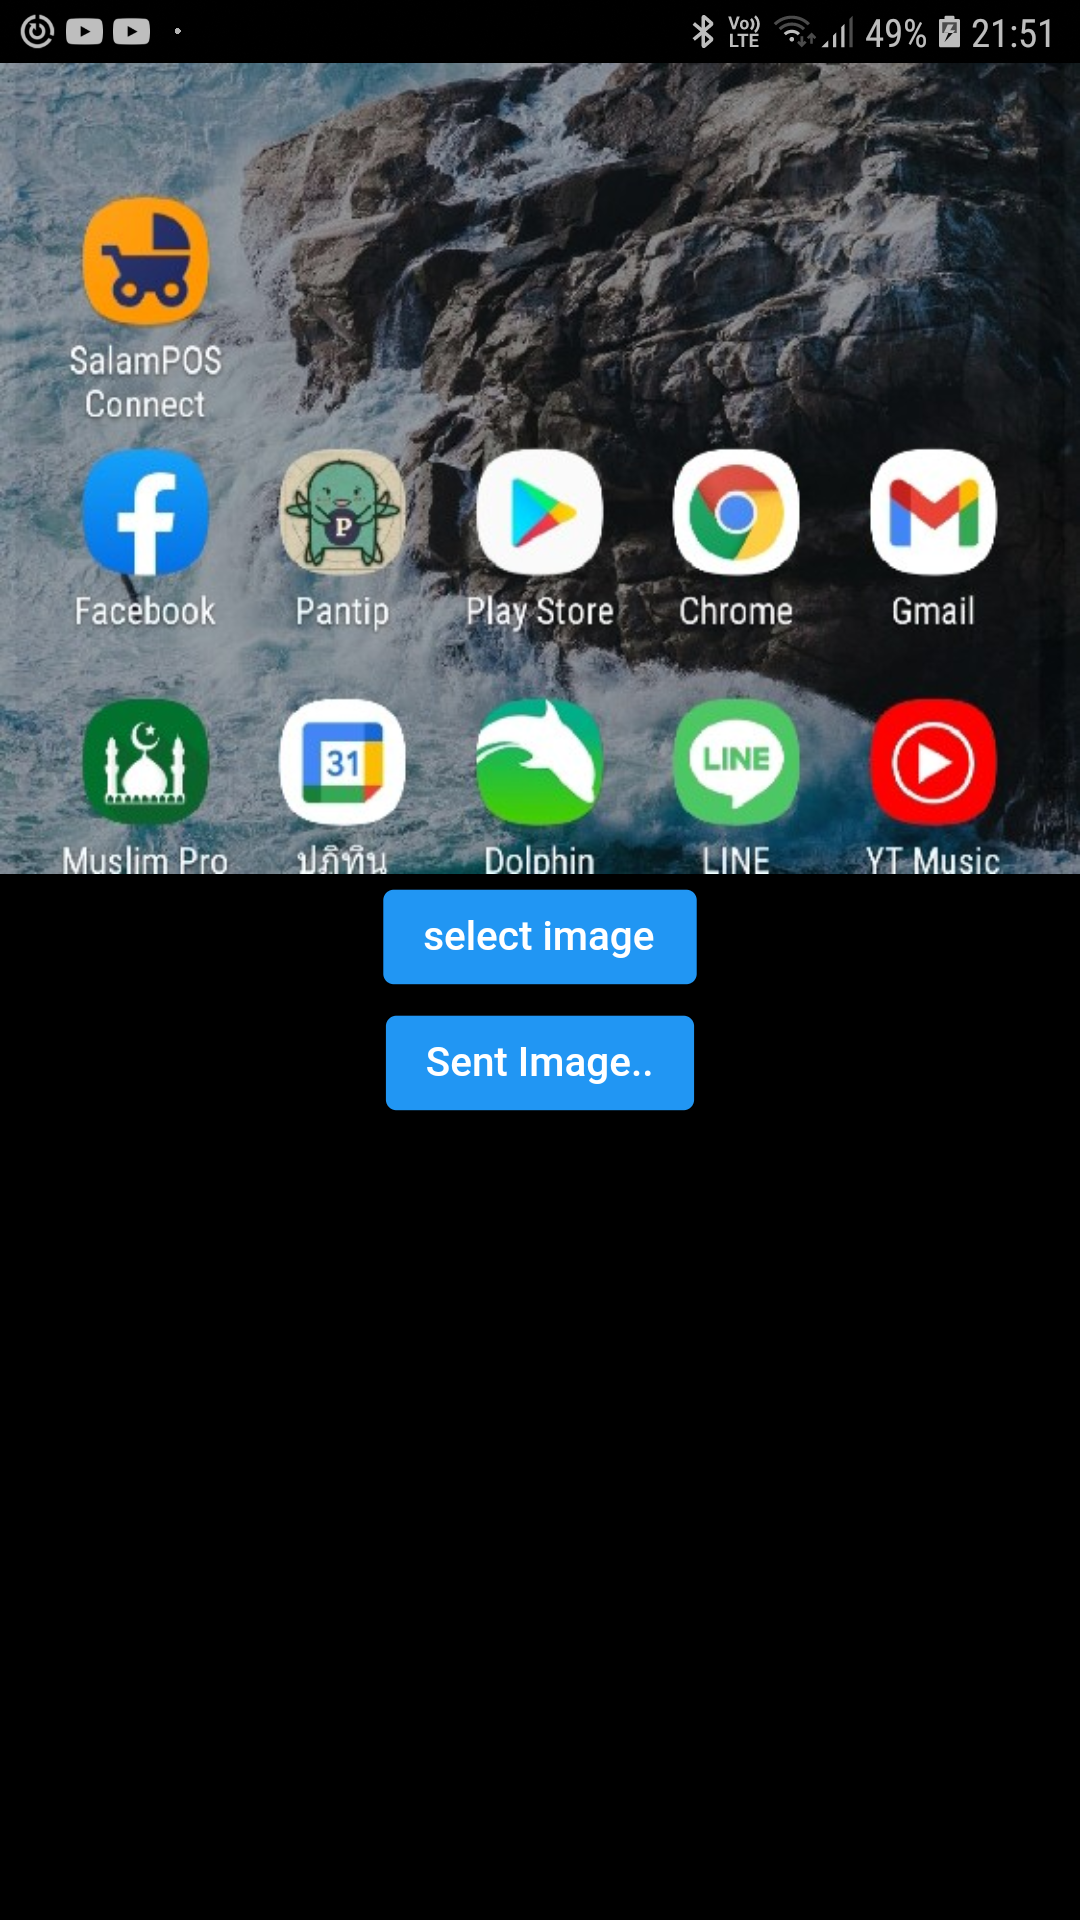 Vo)) LTE 49% 21:51
SalamPOS
Connect
Facebook Pantip Play Store Chrome Gmail
31 LINE
Muslim Pro ปฏิทิน Dolphin LINE YT Music
select image
Sent Image..